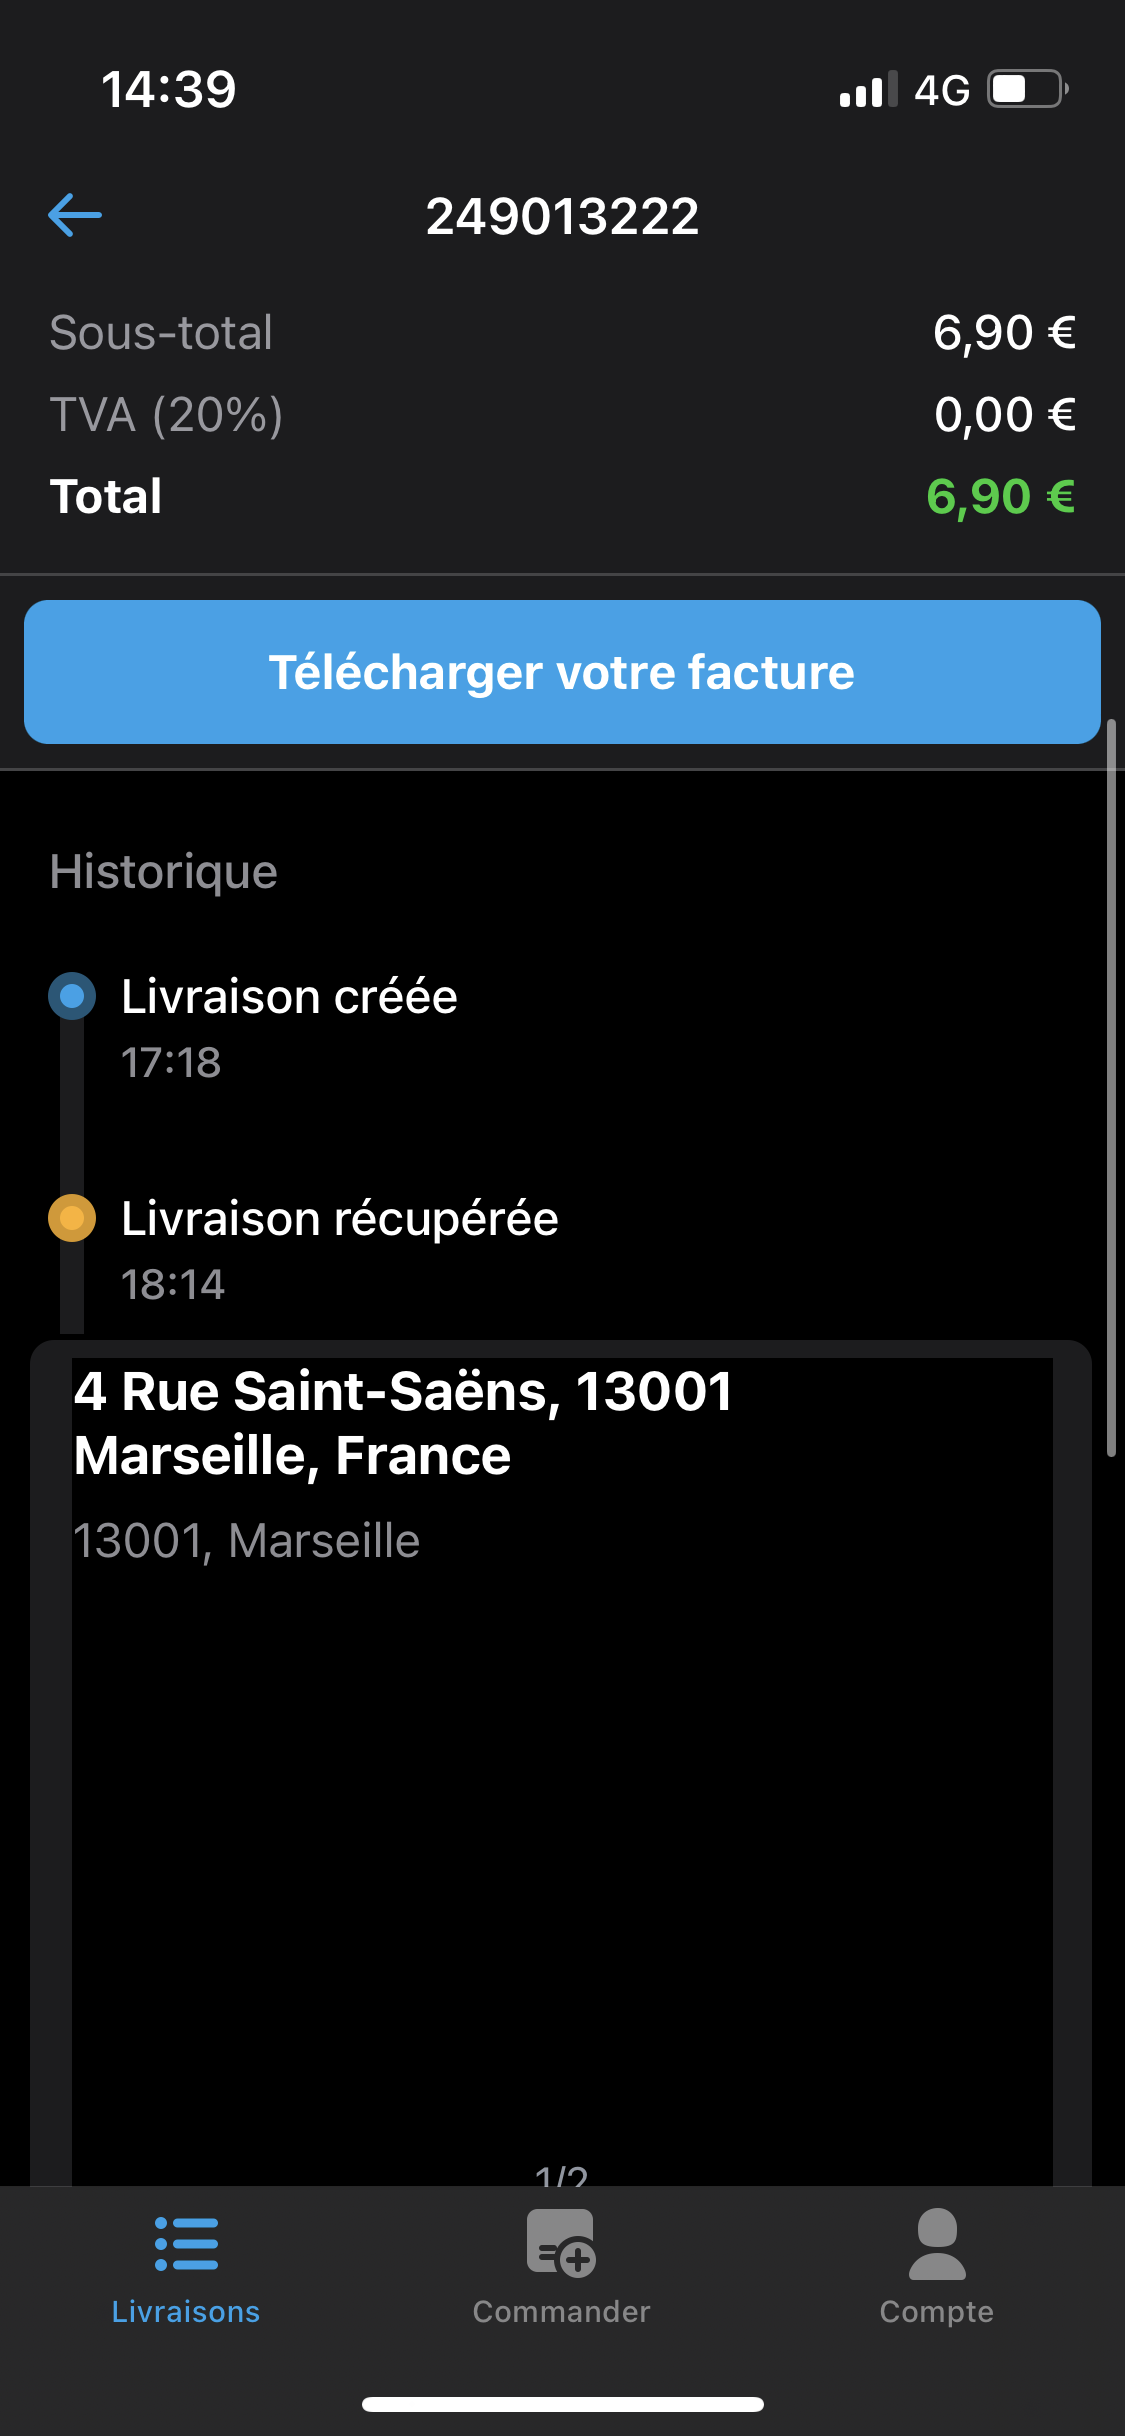 14:39
4G
249013222
Sous-total
6,90 €
TVA (20%)
0,00 €
Total
6,90 €
Télécharger votre facture
Historique
Livraison créée
17:18
Livraison récupérée
18:14
4 Rue Saint-Saëns, 13001
Marseille, France
13001, Marseille
1/2
Livraisons
Commander
Compte